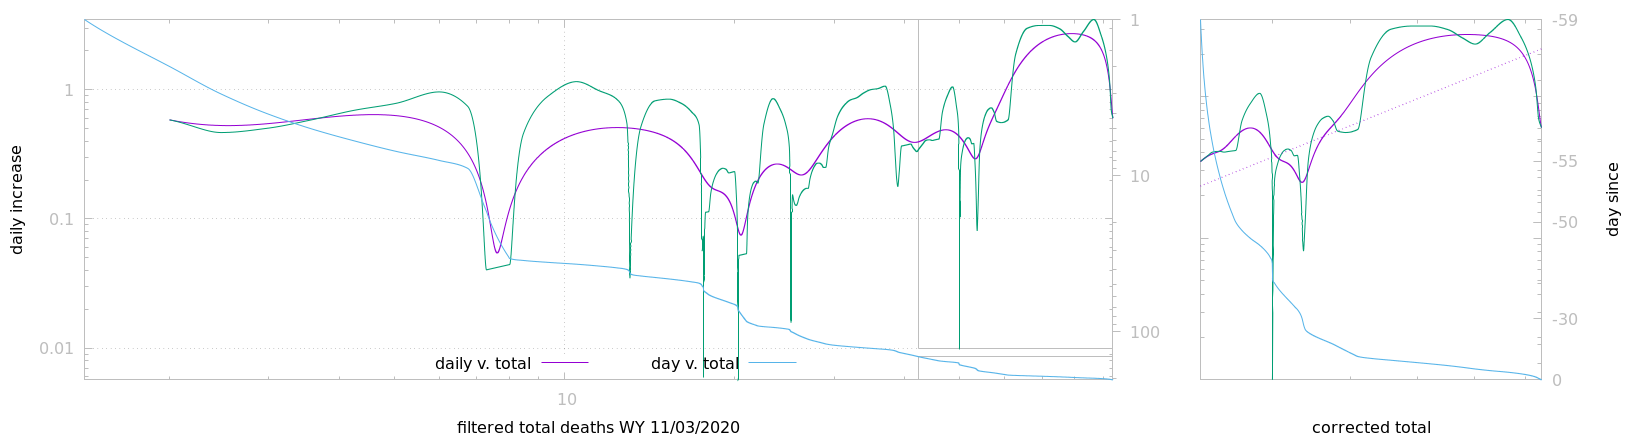 1
0.1
0.01
daily increase
daily v. total
day v. total
10
filtered total deaths WY 11/03/2020
1
10
100
-59
-55
-50
-30
0
day since
corrected total